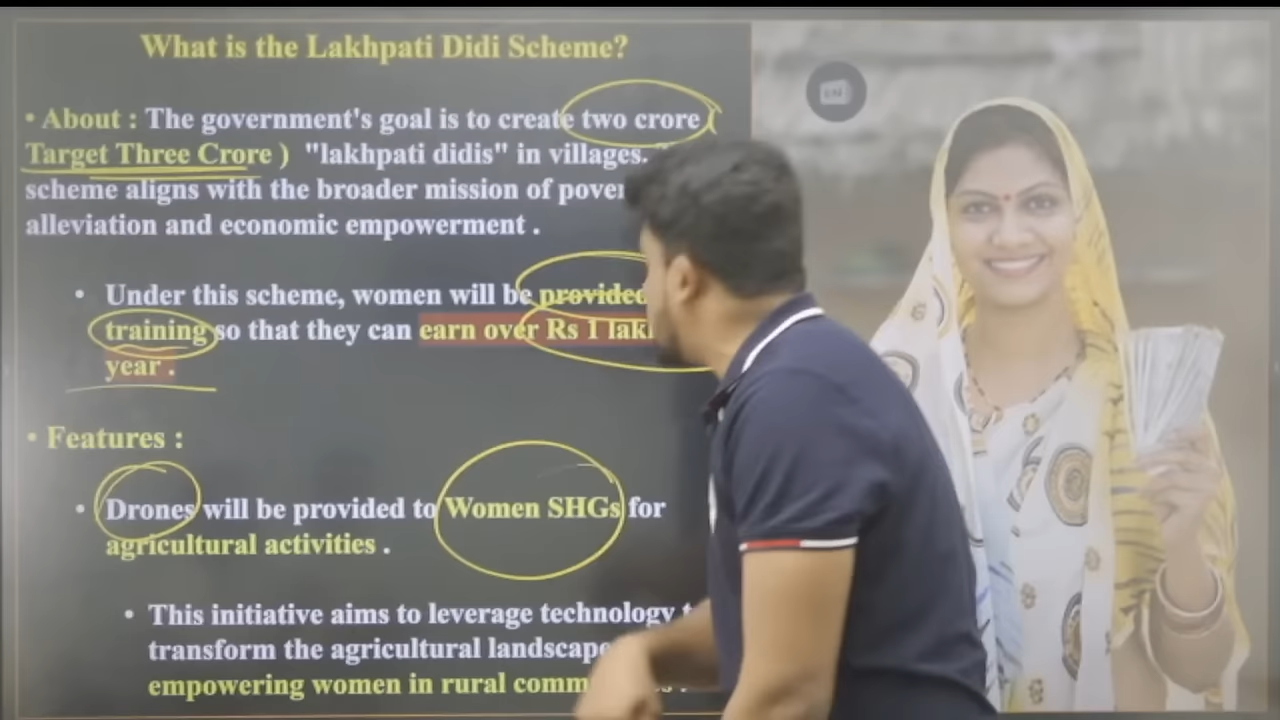 What is the Lakhpati Didi Scheme?
• About : The government's goal is to create two crore (
Target Three Crore ) "lakhpati didis" in villages.
scheme aligns with the broader mission of
alleviation and economic empowerment .
• Under this scheme, women will be provided
training so that they can earn over Rs 1
year .
• Features :
• Drones will be provided to Women SHGs for
agricultural activities .
• This initiative aims to leverage technology
transform the agricultural landscape
empowering women in rural